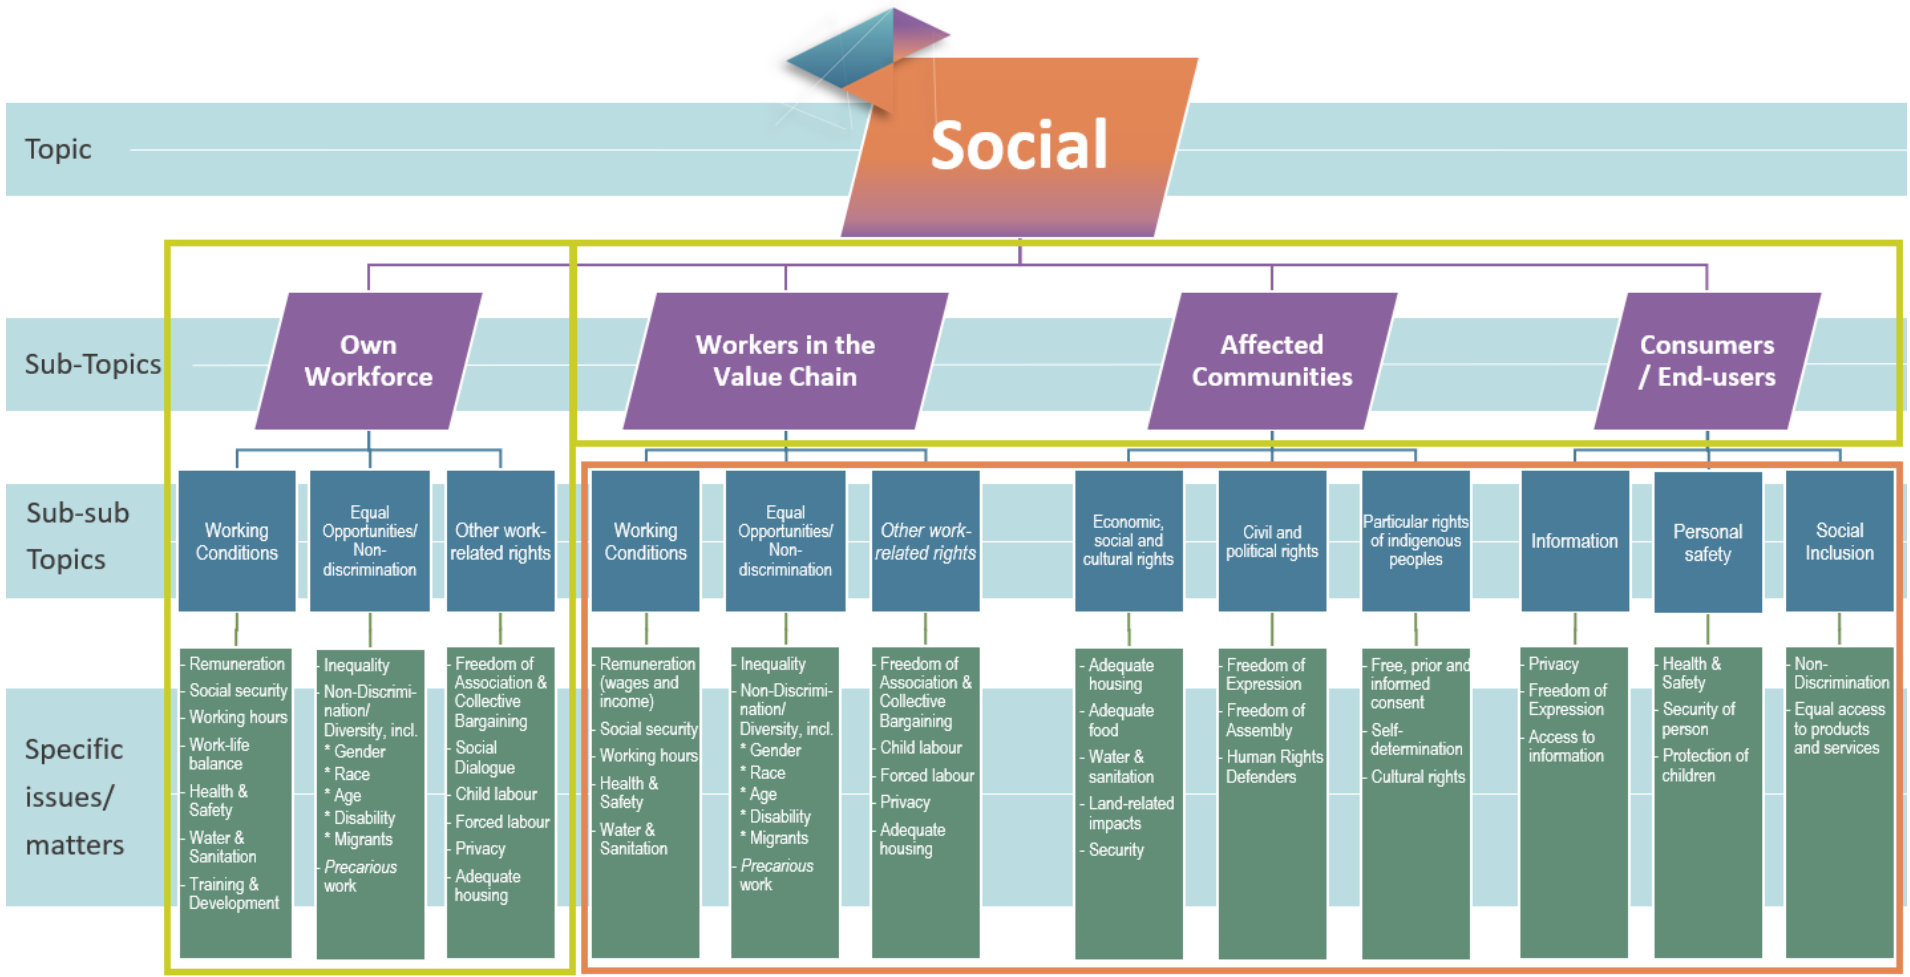 Topic
Social
Sub-Topics
Own
Workforce
Workers in the
Value Chain
Affected
Communities
Consumers
/ End-users
Sub-sub
Topics
Working
Conditions
Equal
Opportunities/
Non-
discrimination
Other work-
related rights
Working
Conditions
Equal
Opportunities/
Non-
discrimination
Other work-
related rights
Economic,
social and
cultural rights
Civil and
political rights
Particular rights
of indigenous
peoples
Information
Personal
safety
Social
Inclusion
Specific
issues/
matters
- Remuneration
- Social security
- Working hours
- Work-life
balance
- Health &
Safety
- Water &
Sanitation
- Training &
Development
- Inequality
- Non-Discrimi-
nation/
Diversity, incl.
* Gender
* Race
* Age
* Disability
* Migrants
- Precarious
work
- Freedom of
Association &
Collective
Bargaining
- Social
Dialogue
- Child labour
- Forced labour
- Privacy
- Adequate
housing
- Remuneration
(wages and
income)
- Social security
- Working hours
- Health &
Safety
- Water &
Sanitation
- Inequality
- Non-Discrimi-
nation/
Diversity, incl.
* Gender
* Race
* Age
* Disability
* Migrants
- Precarious
work
- Freedom of
Association &
Collective
Bargaining
- Child labour
- Forced labour
- Privacy
- Adequate
housing
- Adequate
housing
- Adequate
food
- Water &
sanitation
- Land-related
impacts
- Security
- Freedom of
Expression
- Freedom of
Assembly
- Human Rights
Defenders
- Free, prior and
informed
consent
- Self-
determination
- Cultural rights
- Privacy
- Freedom of
Expression
- Access to
information
- Health &
Safety
- Security of
person
- Protection of
children
- Non-
Discrimination
- Equal access
to products
and services